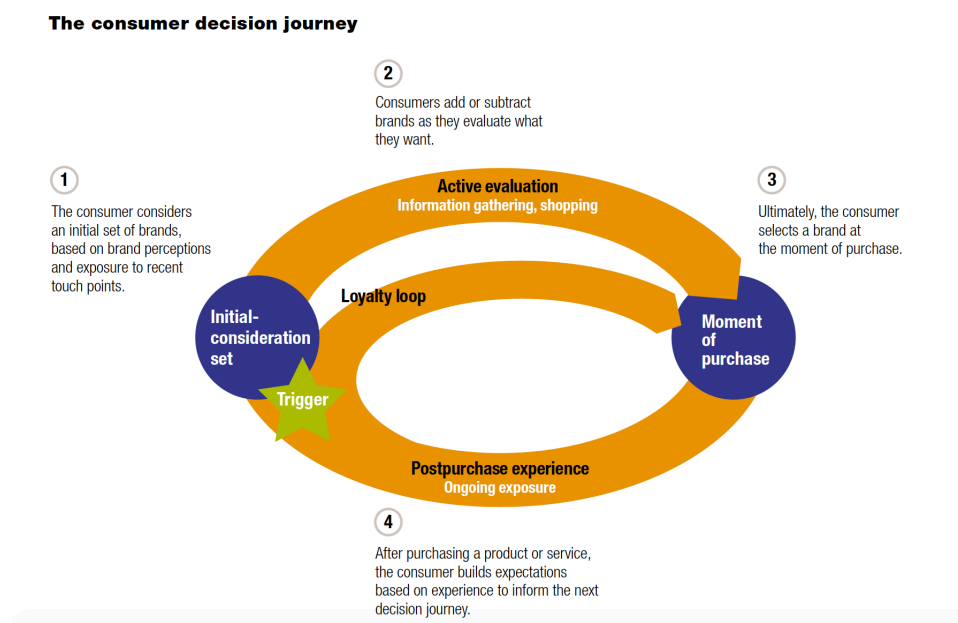 The consumer decision journey
2
Consumers add or subtract
brands as they evaluate what
they want.
1
The consumer considers
an initial set of brands,
based on brand perceptions
and exposure to recent
touch points.
3
Ultimately, the consumer
selects a brand at
the moment of purchase.
Active evaluation
Information gathering, shopping
Loyalty loop
Initial-
consideration
set
Moment
of
purchase
Trigger
Postpurchase experience
Ongoing exposure
4
After purchasing a product or service,
the consumer builds expectations
based on experience to inform the next
decision journey.